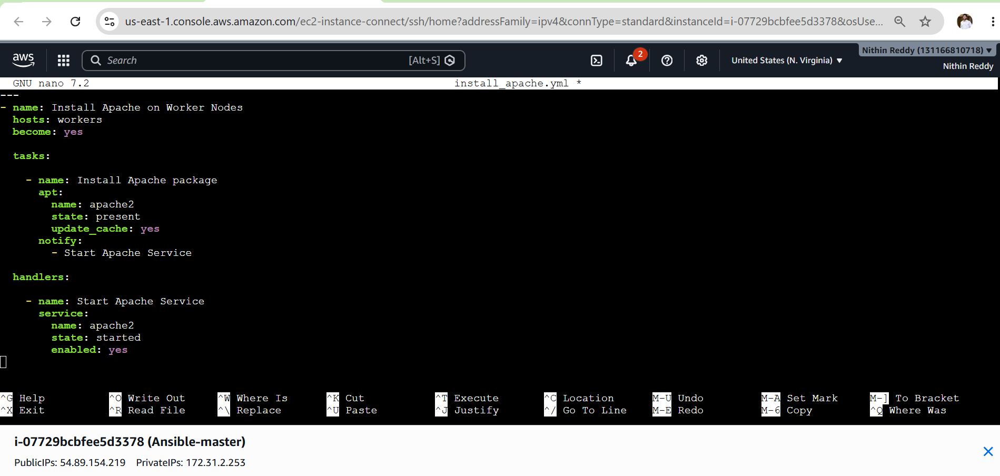 us-east-1.console.aws.amazon.com/ec2-instance-connect/ssh/home?addressFamily=ipv4&connType=standard&instanceId=i-07729bcbfee5d3378&osUse...
aws
Search [Alt+S]
2
United States (N. Virginia) ▼
Nithin Reddy (131166810718) ▼
Nithin Reddy
GNU nano 7.2 install_apache.yml *
---
- name: Install Apache on Worker Nodes
  hosts: workers
  become: yes
  tasks:
    - name: Install Apache package
      apt:
        name: apache2
        state: present
        update_cache: yes
      notify:
        - Start Apache Service
  handlers:
    - name: Start Apache Service
      service:
        name: apache2
        state: started
        enabled: yes
^G Help ^O Write Out ^W Where Is ^K Cut ^T Execute ^C Location M-U Undo M-A Set Mark M-] To Bracket
^X Exit ^R Read File ^\ Replace ^U Paste ^J Justify ^/ Go To Line M-E Redo M-6 Copy ^Q Where Was
i-07729bcbfee5d3378 (Ansible-master)
PublicIPs: 54.89.154.219 PrivateIPs: 172.31.2.253